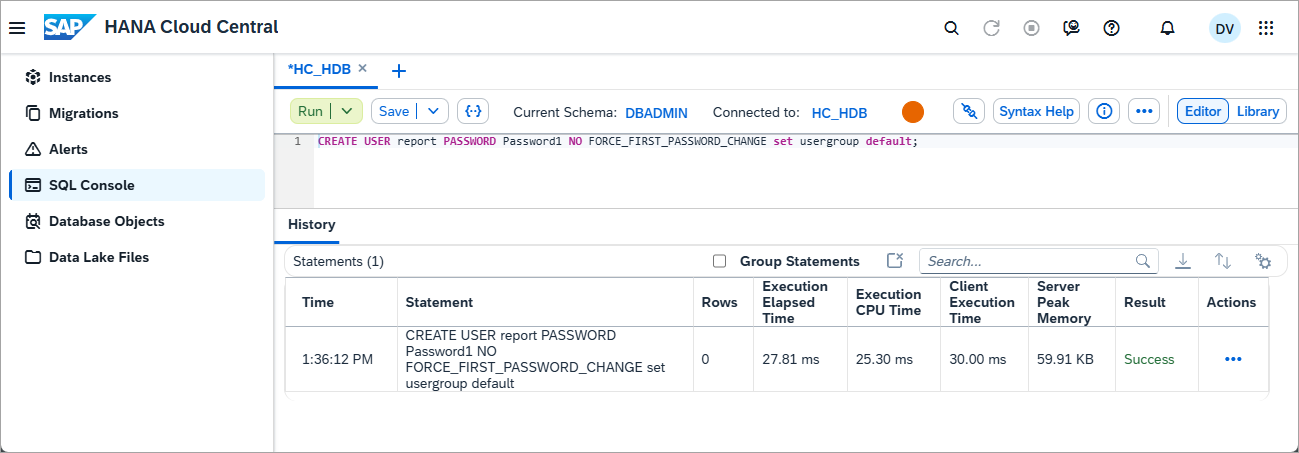 SAP HANA Cloud Central DV
Instances
Migrations
Alerts
SQL Console
Database Objects
Data Lake Files
*HC_HDB
Run Save Current Schema: DBADMIN Connected to: HC_HDB Syntax Help Editor Library
1 CREATE USER report PASSWORD Password1 NO FORCE_FIRST_PASSWORD_CHANGE set usergroup default;
History
Statements (1) Group Statements Search...
Time Statement Rows Execution Elapsed Time Execution CPU Time Client Execution Time Server Peak Memory Result Actions
1:36:12 PM CREATE USER report PASSWORD
Password1 NO
FORCE_FIRST_PASSWORD_CHANGE set
usergroup default
0 27.81 ms 25.30 ms 30.00 ms 59.91 KB Success